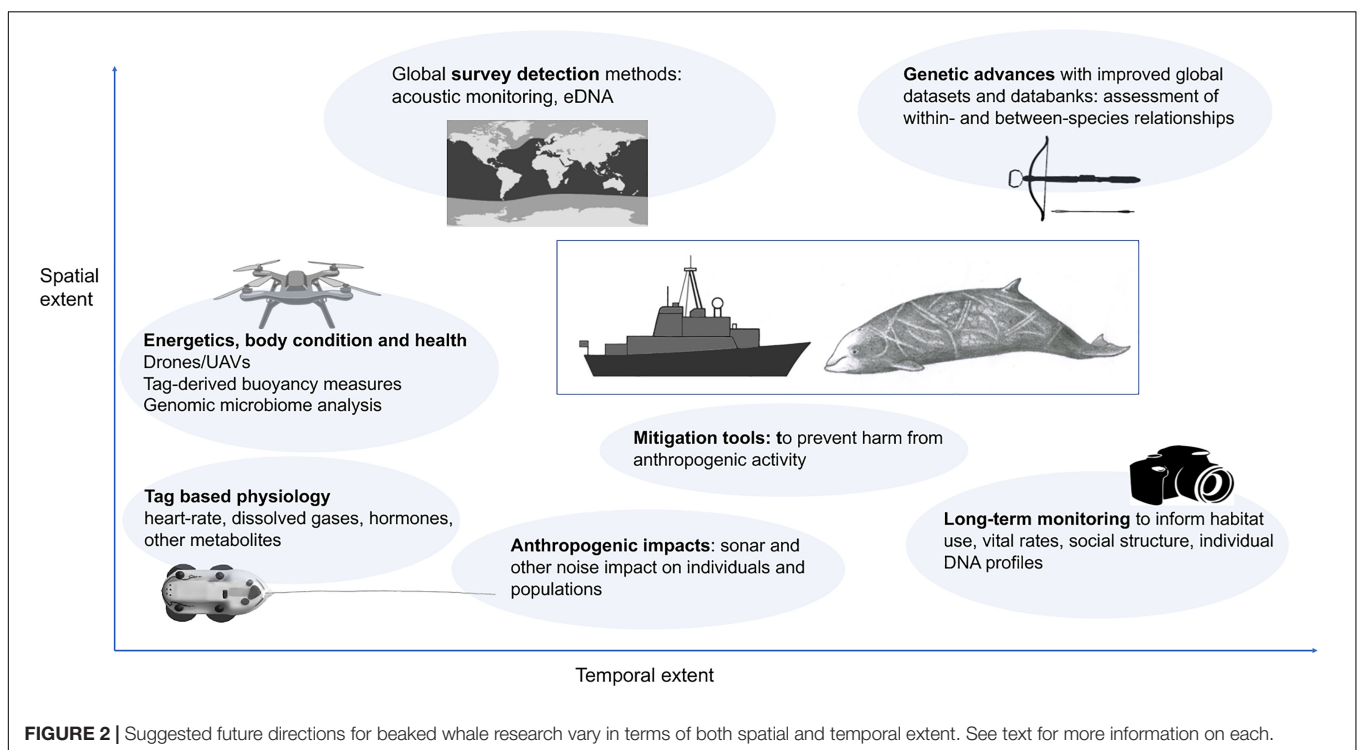 Global survey detection methods:
acoustic monitoring, eDNA
Genetic advances with improved global
datasets and databanks: assessment of
within- and between-species relationships
Spatial
extent
Energetics, body condition and health
Drones/UAVs
Tag-derived buoyancy measures
Genomic microbiome analysis
Mitigation tools: to prevent harm from
anthropogenic activity
Tag based physiology
heart-rate, dissolved gases, hormones,
other metabolites
Anthropogenic impacts: sonar and
other noise impact on individuals and
populations
Long-term monitoring to inform habitat
use, vital rates, social structure, individual
DNA profiles
Temporal extent
FIGURE 2 | Suggested future directions for beaked whale research vary in terms of both spatial and temporal extent. See text for more information on each.